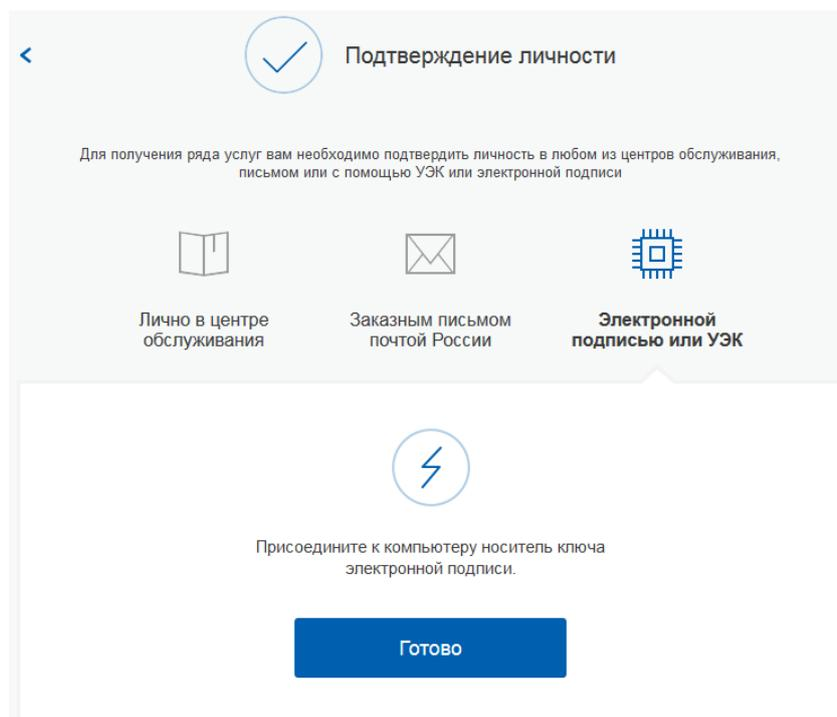 Подтверждение личности
Для получения ряда услуг вам необходимо подтвердить личность в любом из центров обслуживания,
письмом или с помощью УЭК или электронной подписи
Лично в центре
обслуживания
Заказным письмом
почтой России
Электронной
подписью или УЭК
Присоедините к компьютеру носитель ключа
электронной подписи.
Готово